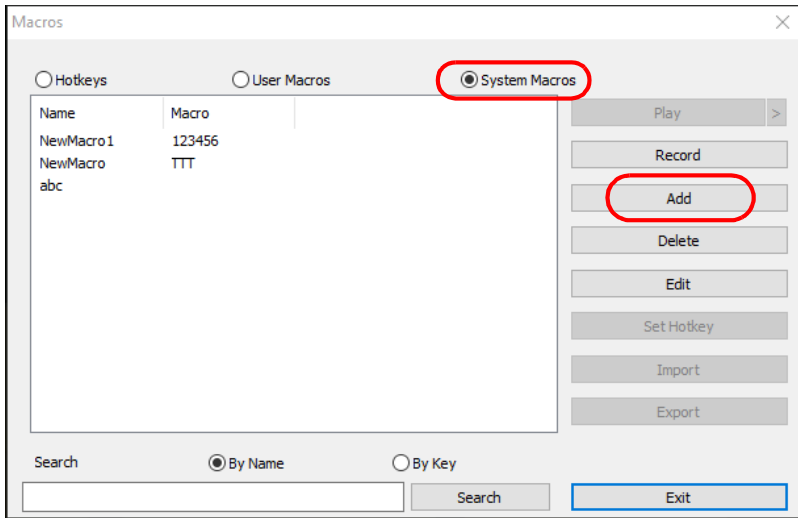 Macros
Hotkeys User Macros System Macros
Name Macro
NewMacro1 123456
NewMacro TTT
abc
Play >
Record
Add
Delete
Edit
Set Hotkey
Import
Export
Search By Name By Key
Search Exit